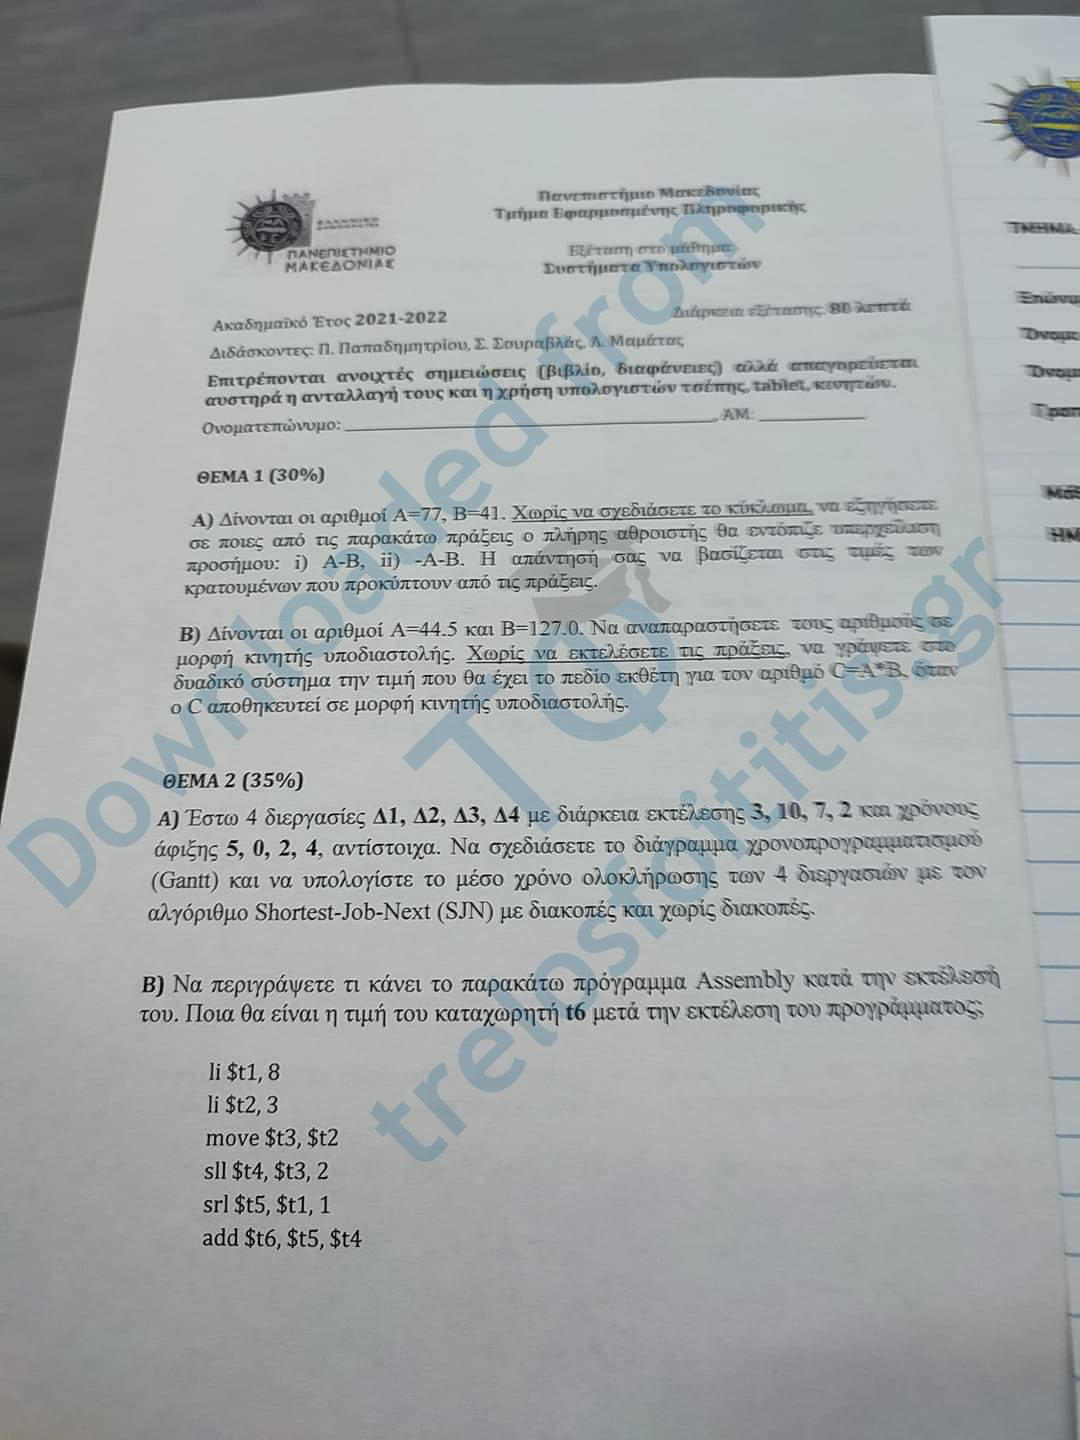 ΕΛΛΗΝΙΚΟ
ΠΑΝΕΠΙΣΤΗΜΙΟ
ΜΑΚΕΔΟΝΙΑΣ
Πανεπιστήμιο Μακεδονίας
Τμήμα Εφαρμοσμένης Πληροφορικής
Εξέταση στο μάθημα
Συστήματα Υπολογιστών
Ακαδημαϊκό Έτος 2021-2022
Διάρκεια εξέτασης: 80 λεπτά
Διδάσκοντες: Π. Παπαδημητρίου, Σ. Σουραβλάς, Λ. Μαμάτας
Επιτρέπονται ανοιχτές σημειώσεις (βιβλίο, διαφάνειες) αλλά απαγορεύεται
αυστηρά η ανταλλαγή τους και η χρήση υπολογιστών τσέπης, tablet, κινητών.
Ονοματεπώνυμο: , ΑΜ:
ΘΕΜΑ 1 (30%)
Α) Δίνονται οι αριθμοί Α=77, Β=41. Χωρίς να σχεδιάσετε το κύκλωμα, να εξηγήσετε
σε ποιες από τις παρακάτω πράξεις ο πλήρης αθροιστής θα εντόπιζε υπερχείλιση
προσήμου: i) Α-Β, ii) -Α-Β. Η απάντησή σας να βασίζεται στις τιμές των
κρατουμένων που προκύπτουν από τις πράξεις.
Β) Δίνονται οι αριθμοί Α=44.5 και Β=127.0. Να αναπαραστήσετε τους αριθμούς σε
μορφή κινητής υποδιαστολής. Χωρίς να εκτελέσετε τις πράξεις, να γράψετε στο
δυαδικό σύστημα την τιμή που θα έχει το πεδίο εκθέτη για τον αριθμό C=A*B, όταν
ο C αποθηκευτεί σε μορφή κινητής υποδιαστολής.
ΘΕΜΑ 2 (35%)
Α) Έστω 4 διεργασίες Δ1, Δ2, Δ3, Δ4 με διάρκεια εκτέλεσης 3, 10, 7, 2 και χρόνους
άφιξης 5, 0, 2, 4, αντίστοιχα. Να σχεδιάσετε το διάγραμμα χρονοπρογραμματισμού
(Gantt) και να υπολογίστε το μέσο χρόνο ολοκλήρωσης των 4 διεργασιών με τον
αλγόριθμο Shortest-Job-Next (SJN) με διακοπές και χωρίς διακοπές.
Β) Να περιγράψετε τι κάνει το παρακάτω πρόγραμμα Assembly κατά την εκτέλεσή
του. Ποια θα είναι η τιμή του καταχωρητή t6 μετά την εκτέλεση του προγράμματος;
li $t1, 8
li $t2, 3
move $t3, $t2
sll $t4, $t3, 2
srl $t5, $t1, 1
add $t6, $t5, $t4
ΤΜΗΜΑ
Downloaded from
trelosfoititis.gr